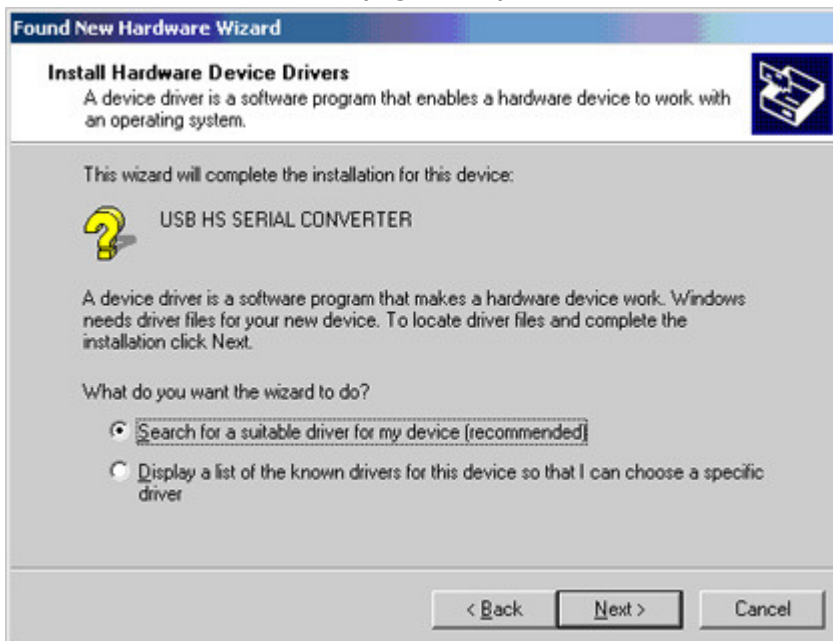 Found New Hardware Wizard
Install Hardware Device Drivers
A device driver is a software program that enables a hardware device to work with
an operating system.
This wizard will complete the installation for this device:
USB HS SERIAL CONVERTER
A device driver is a software program that makes a hardware device work. Windows
needs driver files for your new device. To locate driver files and complete the
installation click Next.
What do you want the wizard to do?
Search for a suitable driver for my device (recommended)
Display a list of the known drivers for this device so that I can choose a specific
driver
< Back Next > Cancel